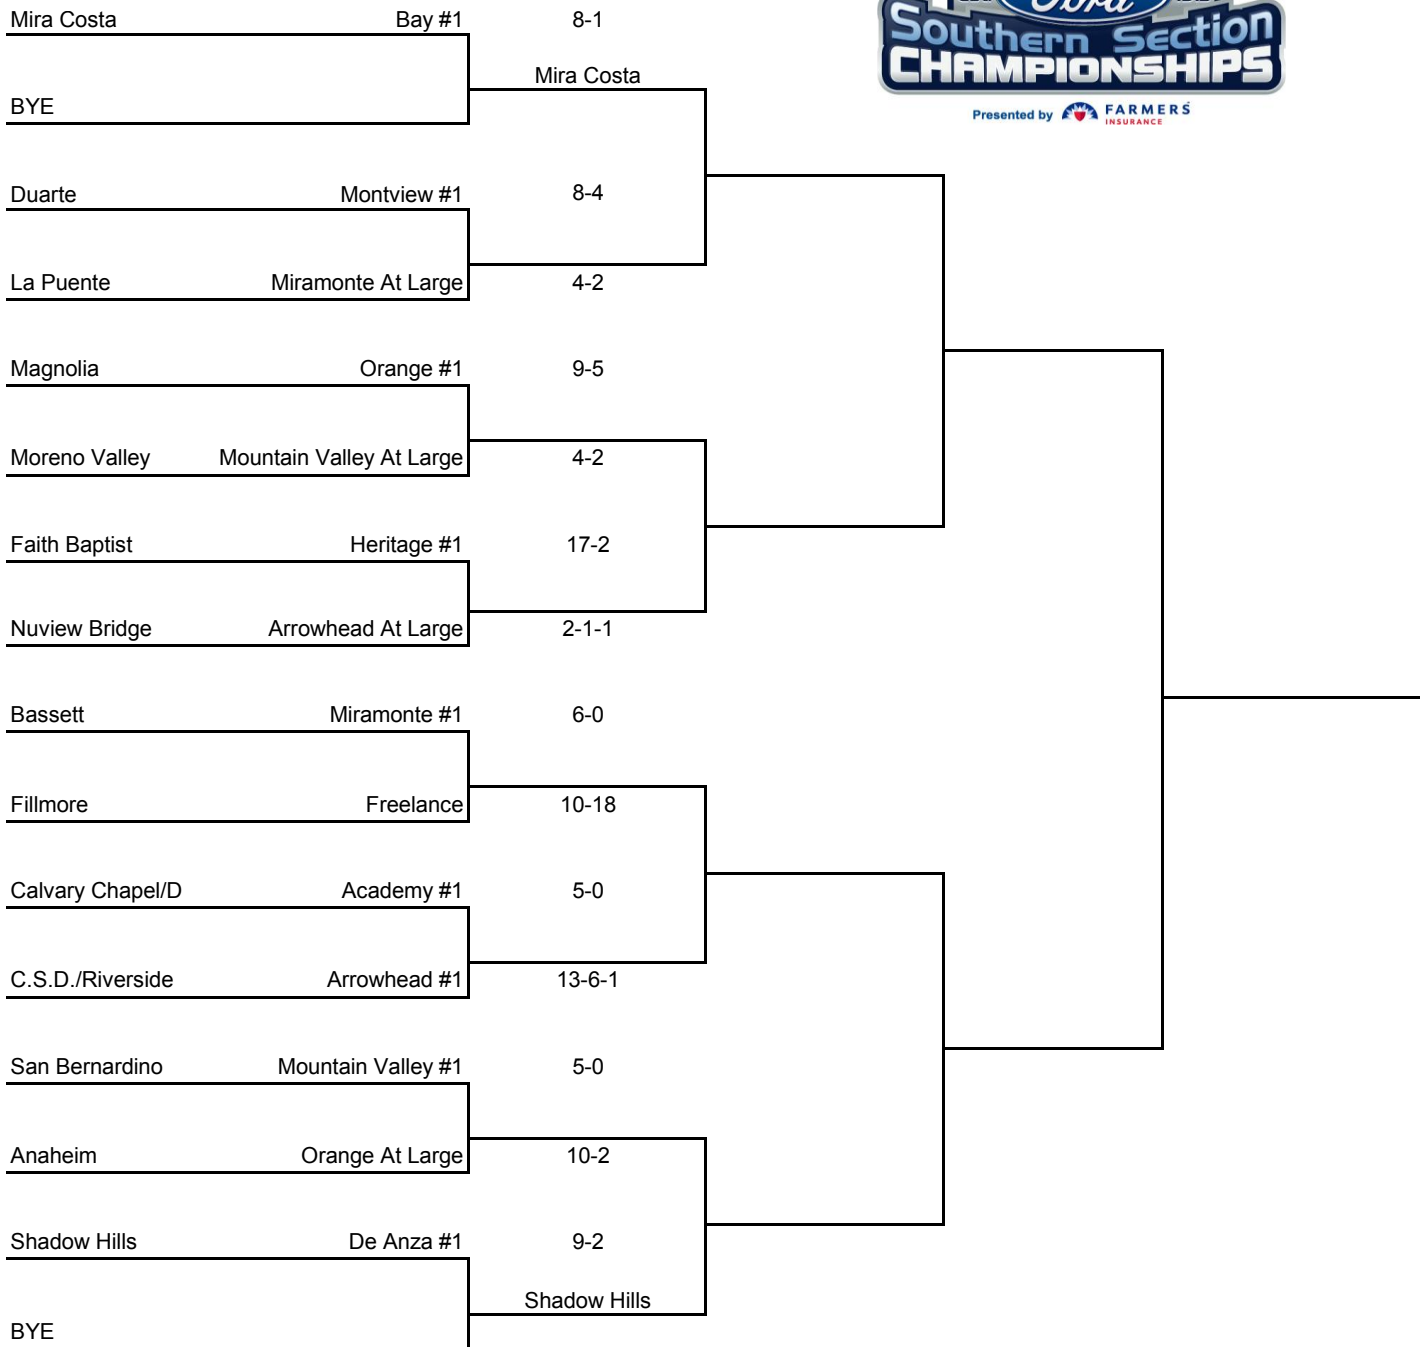 Ford
Southern Section
CHAMPIONSHIPS
Presented by FARMERS
INSURANCE
Mira Costa Bay #1 8-1
Mira Costa
BYE
Duarte Montview #1 8-4
La Puente Miramonte At Large 4-2
Magnolia Orange #1 9-5
Moreno Valley Mountain Valley At Large 4-2
Faith Baptist Heritage #1 17-2
Nuview Bridge Arrowhead At Large 2-1-1
Bassett Miramonte #1 6-0
Fillmore Freelance 10-18
Calvary Chapel/D Academy #1 5-0
C.S.D./Riverside Arrowhead #1 13-6-1
San Bernardino Mountain Valley #1 5-0
Anaheim Orange At Large 10-2
Shadow Hills De Anza #1 9-2
Shadow Hills
BYE